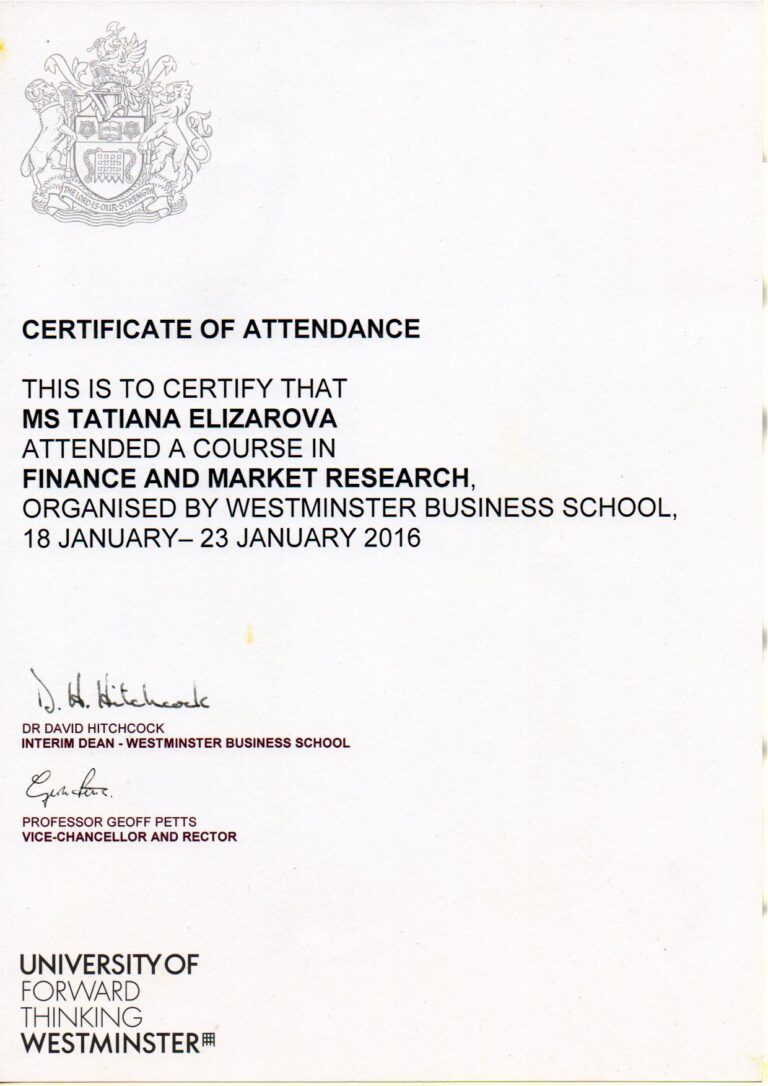 THE·LORD·IS·OUR·STRENGTH
CERTIFICATE OF ATTENDANCE
THIS IS TO CERTIFY THAT
MS TATIANA ELIZAROVA
ATTENDED A COURSE IN
FINANCE AND MARKET RESEARCH,
ORGANISED BY WESTMINSTER BUSINESS SCHOOL,
18 JANUARY– 23 JANUARY 2016
D. H. Hitchcock
DR DAVID HITCHCOCK
INTERIM DEAN - WESTMINSTER BUSINESS SCHOOL
PROFESSOR GEOFF PETTS
VICE-CHANCELLOR AND RECTOR
UNIVERSITY OF
FORWARD
THINKING
WESTMINSTER